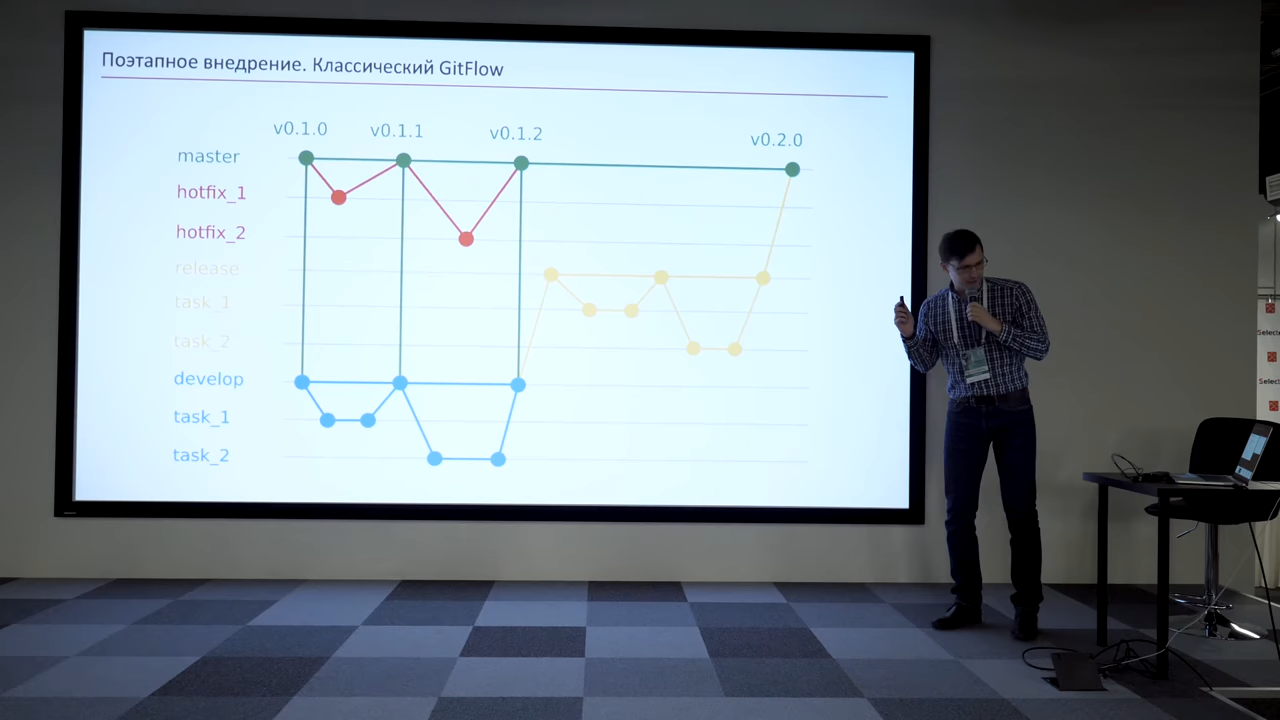 Поэтапное внедрение. Классический GitFlow
v0.1.0 v0.1.1 v0.1.2 v0.2.0
master
hotfix_1
hotfix_2
release
task_1
task_2
develop
task_1
task_2